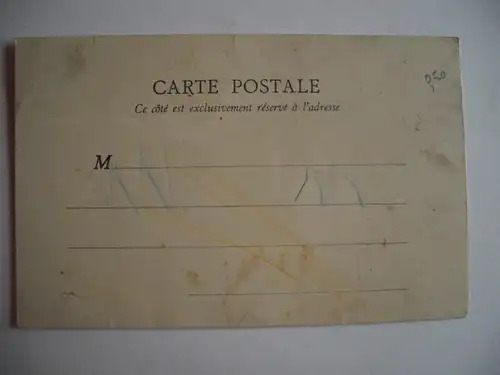 CARTE POSTALE
Ce côté est exclusivement réservé à l'adresse
M